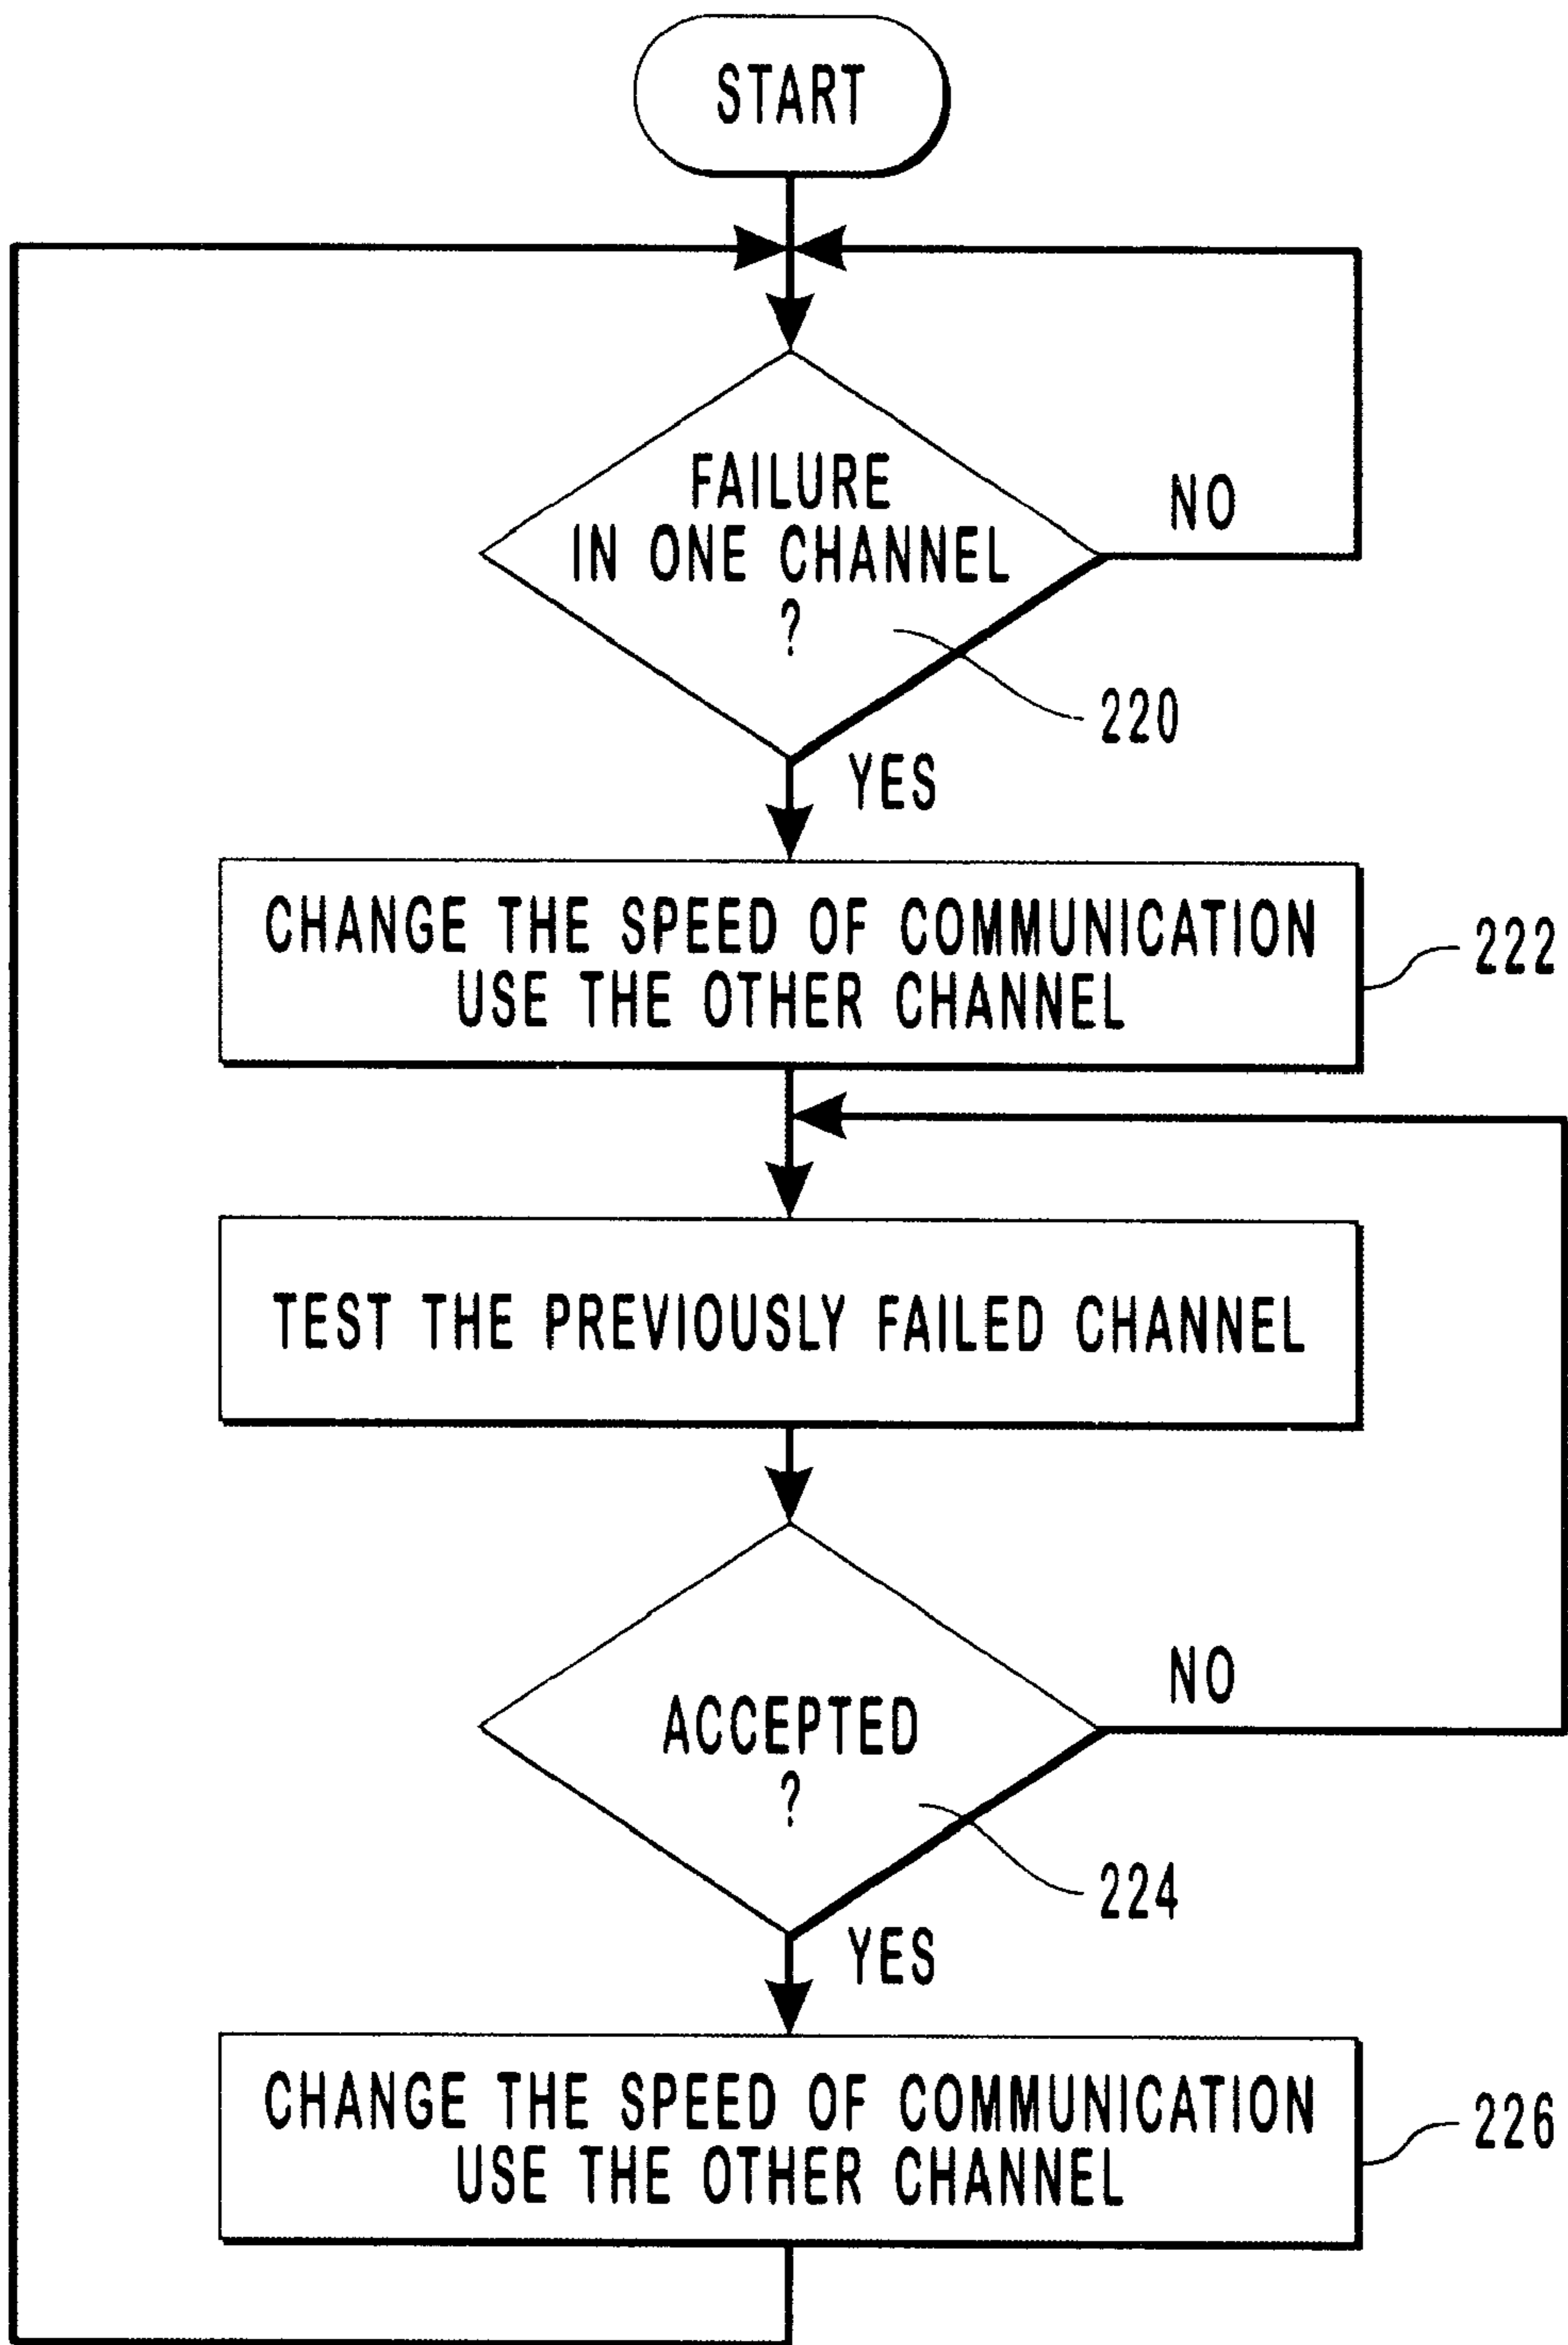 START
FAILURE
IN ONE CHANNEL
?
NO
220
YES
CHANGE THE SPEED OF COMMUNICATION
USE THE OTHER CHANNEL
222
TEST THE PREVIOUSLY FAILED CHANNEL
ACCEPTED
?
NO
224
YES
CHANGE THE SPEED OF COMMUNICATION
USE THE OTHER CHANNEL
226